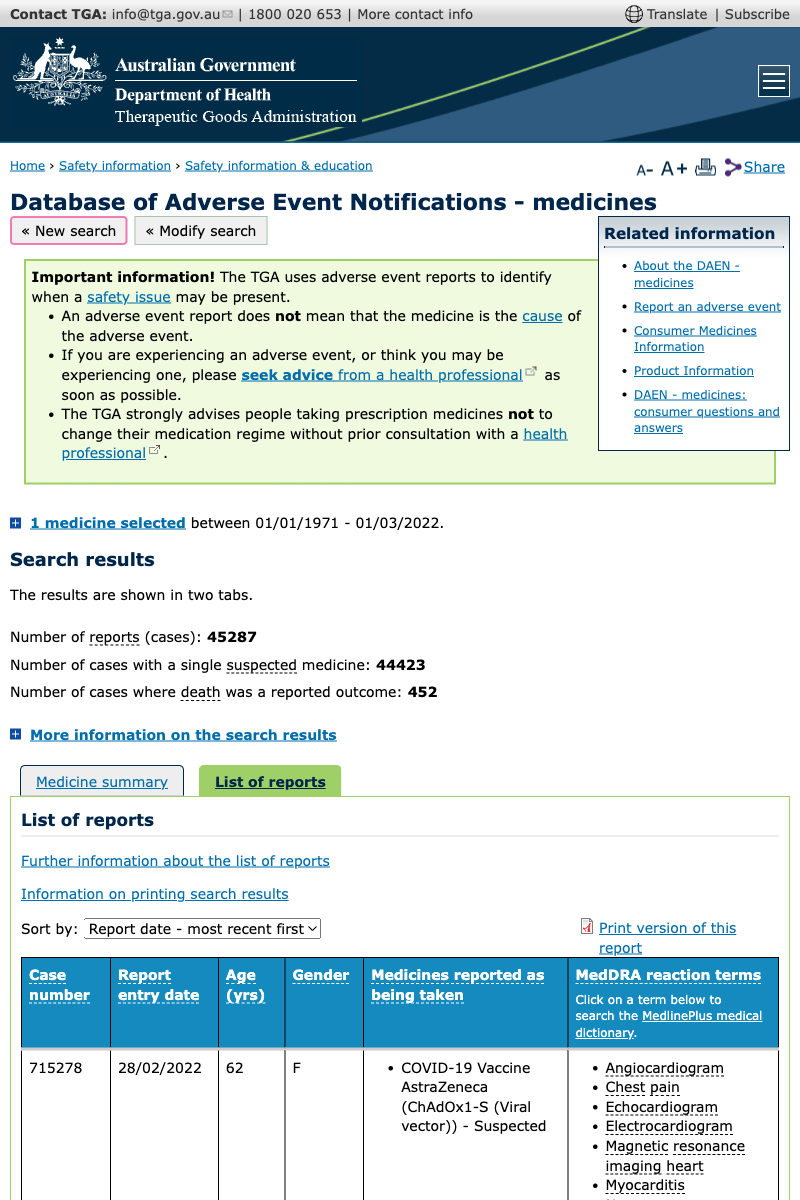 Contact TGA: info@tga.gov.au | 1800 020 653 | More contact info
Translate | Subscribe
Australian Government
Department of Health
Therapeutic Goods Administration
Home › Safety information › Safety information & education
A- A+ Share
Database of Adverse Event Notifications - medicines
« New search « Modify search
Important information! The TGA uses adverse event reports to identify
when a safety issue may be present.
• An adverse event report does not mean that the medicine is the cause of
the adverse event.
• If you are experiencing an adverse event, or think you may be
experiencing one, please seek advice from a health professional as
soon as possible.
• The TGA strongly advises people taking prescription medicines not to
change their medication regime without prior consultation with a health
professional.
Related information
• About the DAEN -
medicines
• Report an adverse event
• Consumer Medicines
Information
• Product Information
• DAEN - medicines:
consumer questions and
answers
1 medicine selected between 01/01/1971 - 01/03/2022.
Search results
The results are shown in two tabs.
Number of reports (cases): 45287
Number of cases with a single suspected medicine: 44423
Number of cases where death was a reported outcome: 452
More information on the search results
Medicine summary
List of reports
List of reports
Further information about the list of reports
Information on printing search results
Sort by: Report date - most recent first
Print version of this
report
Case
number
Report
entry date
Age
(yrs)
Gender
Medicines reported as
being taken
MedDRA reaction terms
Click on a term below to
search the MedlinePlus medical
dictionary.
715278
28/02/2022
62
F
• COVID-19 Vaccine
AstraZeneca
(ChAdOx1-S (Viral
vector)) - Suspected
• Angiocardiogram
• Chest pain
• Echocardiogram
• Electrocardiogram
• Magnetic resonance
imaging heart
• Myocarditis